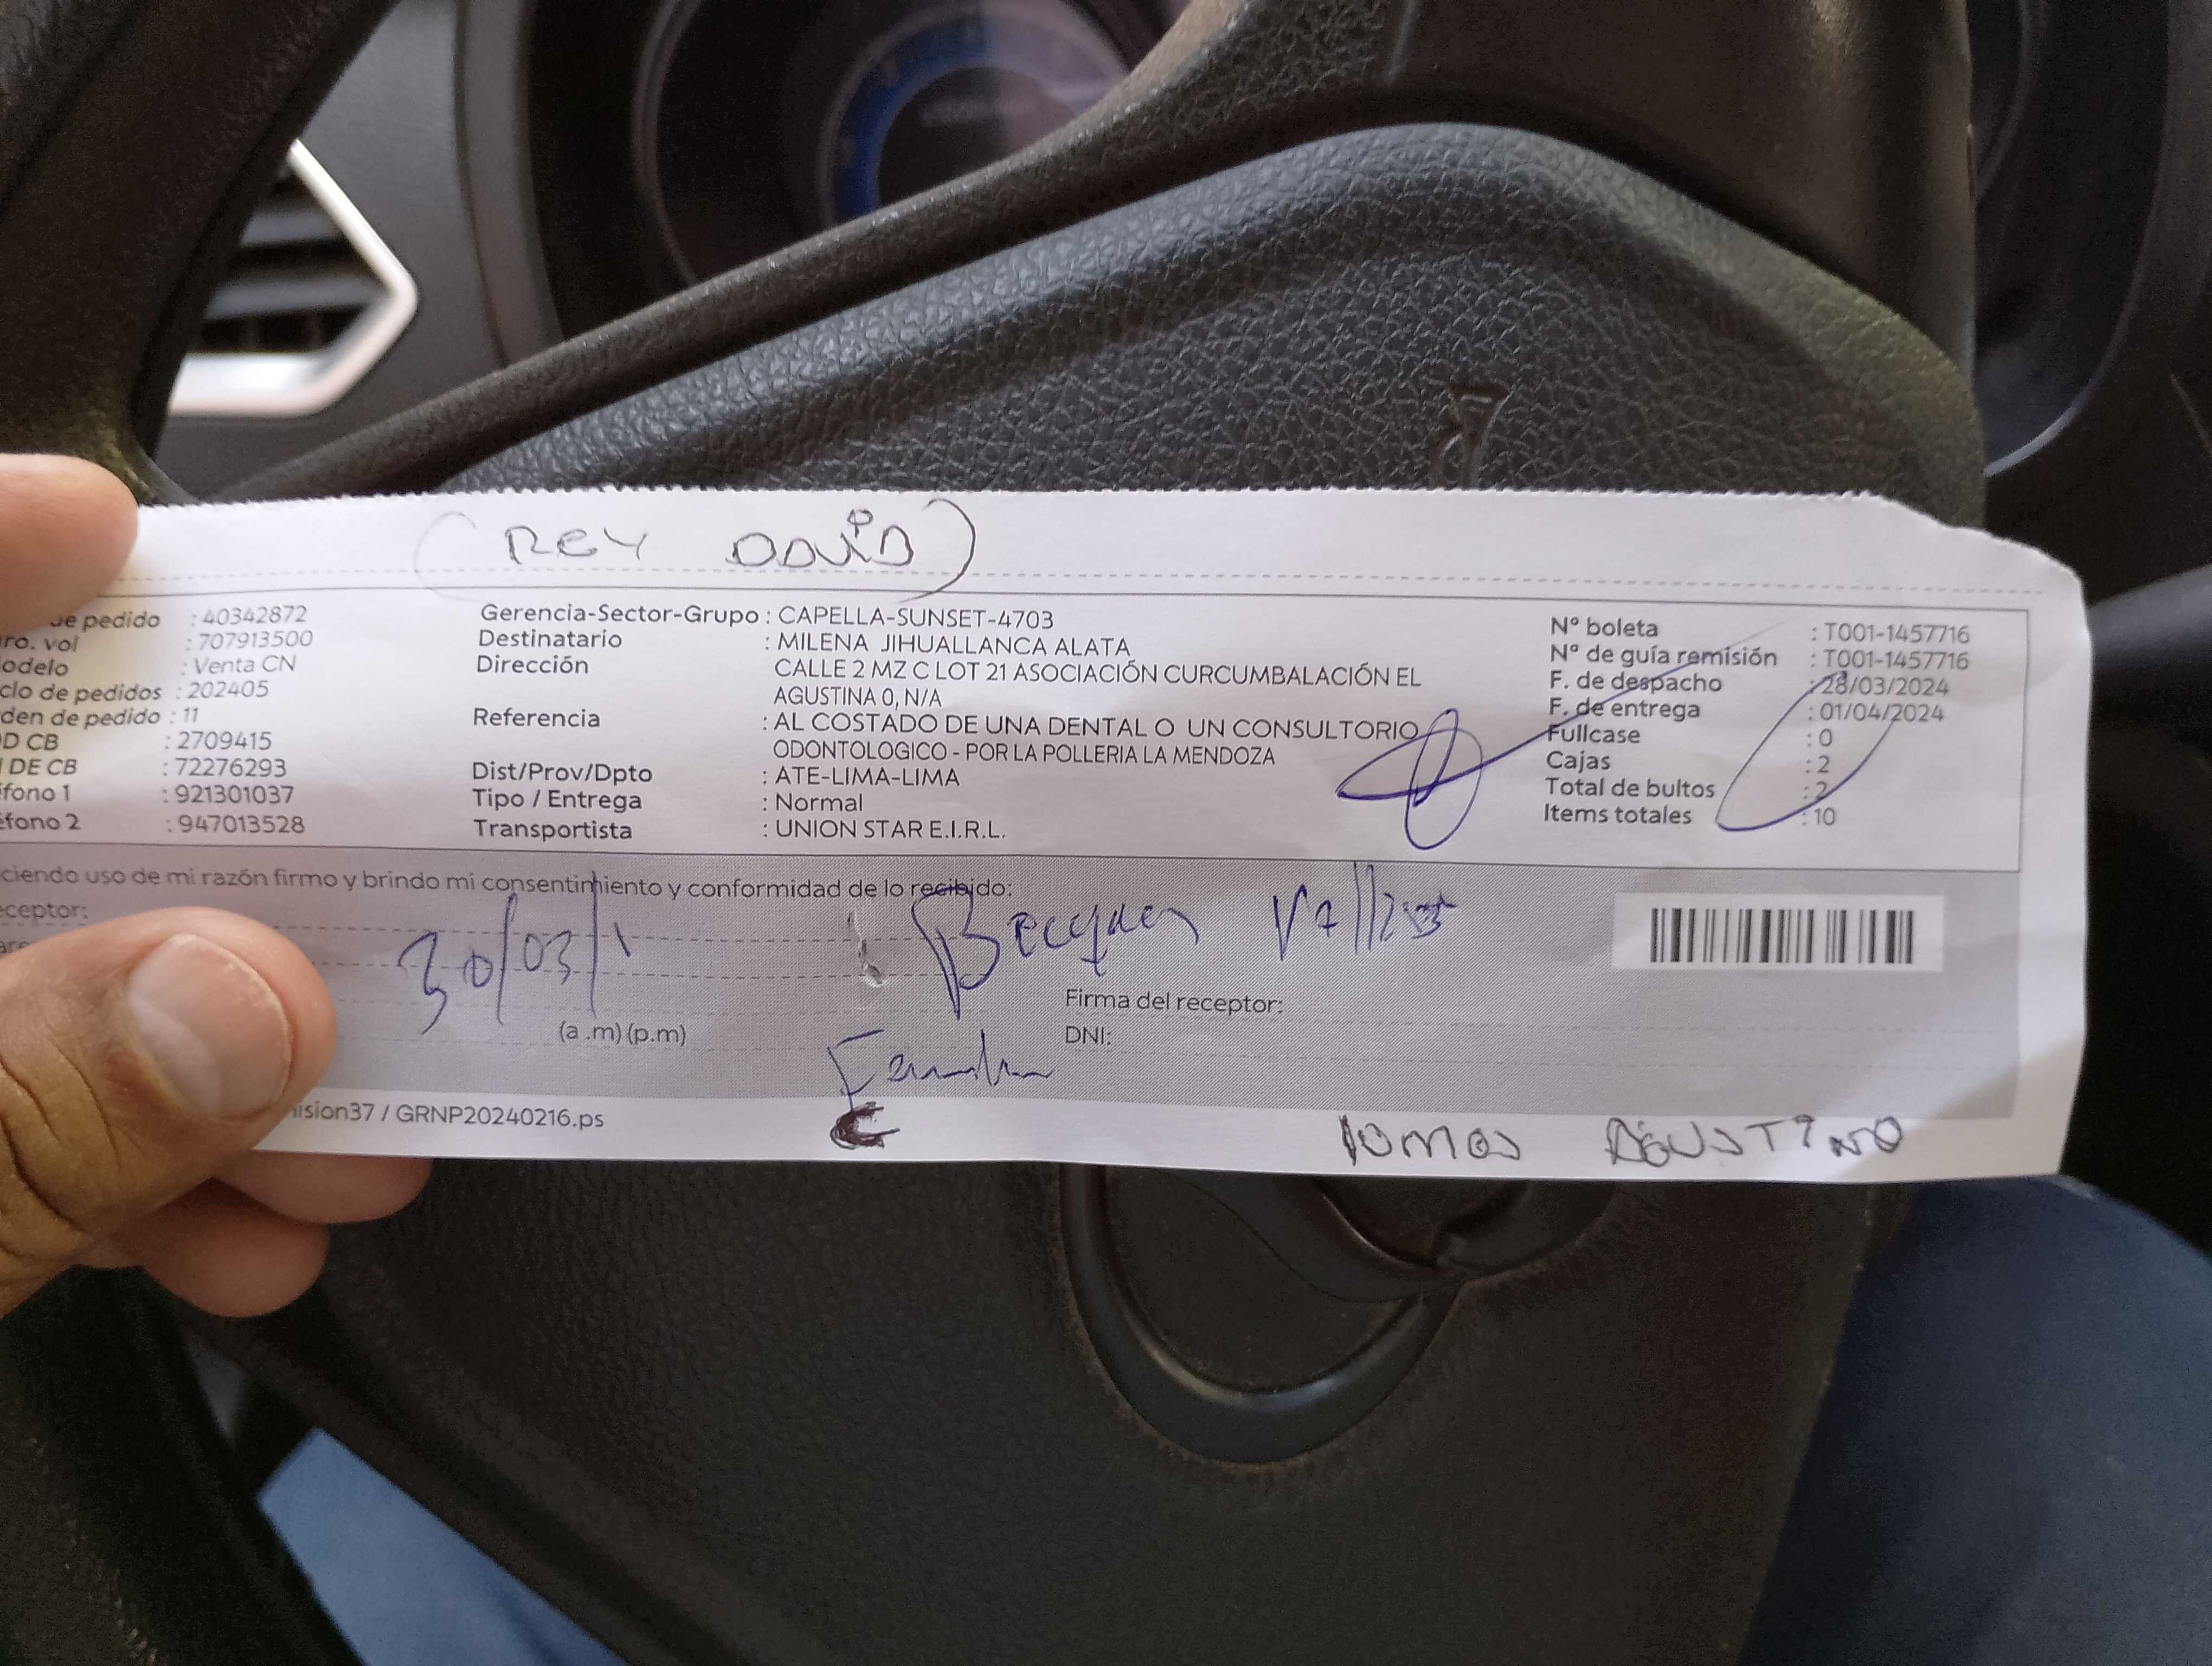 (REY DAVID)
de pedido : 40342872
ro. vol : 707913500
odelo : Venta CN
clo de pedidos : 202405
den de pedido : 11
D CB : 2709415
I DE CB : 72276293
éfono 1 : 921301037
éfono 2 : 947013528
Gerencia-Sector-Grupo : CAPELLA-SUNSET-4703
Destinatario : MILENA JIHUALLANCA ALATA
Dirección CALLE 2 MZ C LOT 21 ASOCIACIÓN CURCUMBALACIÓN EL
AGUSTINA 0, N/A
Referencia : AL COSTADO DE UNA DENTAL O UN CONSULTORIO
ODONTOLOGICO - POR LA POLLERIA LA MENDOZA
Dist/Prov/Dpto : ATE-LIMA-LIMA
Tipo / Entrega : Normal
Transportista : UNION STAR E.I.R.L.
N° boleta : T001-1457716
N° de guía remisión : T001-1457716
F. de despacho : 28/03/2024
F. de entrega : 01/04/2024
Fullcase : 0
Cajas : 2
Total de bultos : 2
Items totales : 10
ciendo uso de mi razón firmo y brindo mi consentimiento y conformidad de lo recibido:
eceptor:
30/03/
(a .m) (p.m)
Firma del receptor:
DNI:
ision37 / GRNP20240216.ps
AGUSTINO